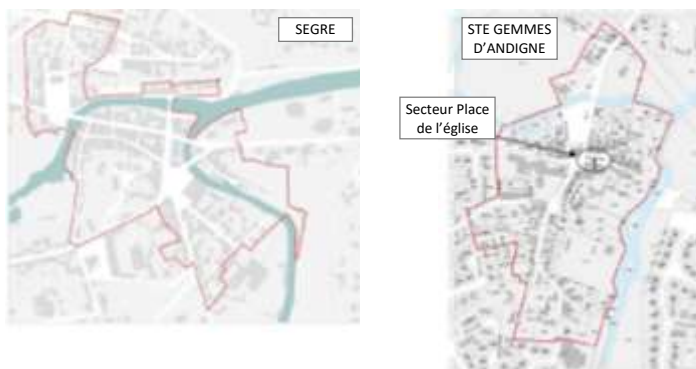 SEGRE
STE GEMMES
D'ANDIGNE
Secteur Place
de l'église